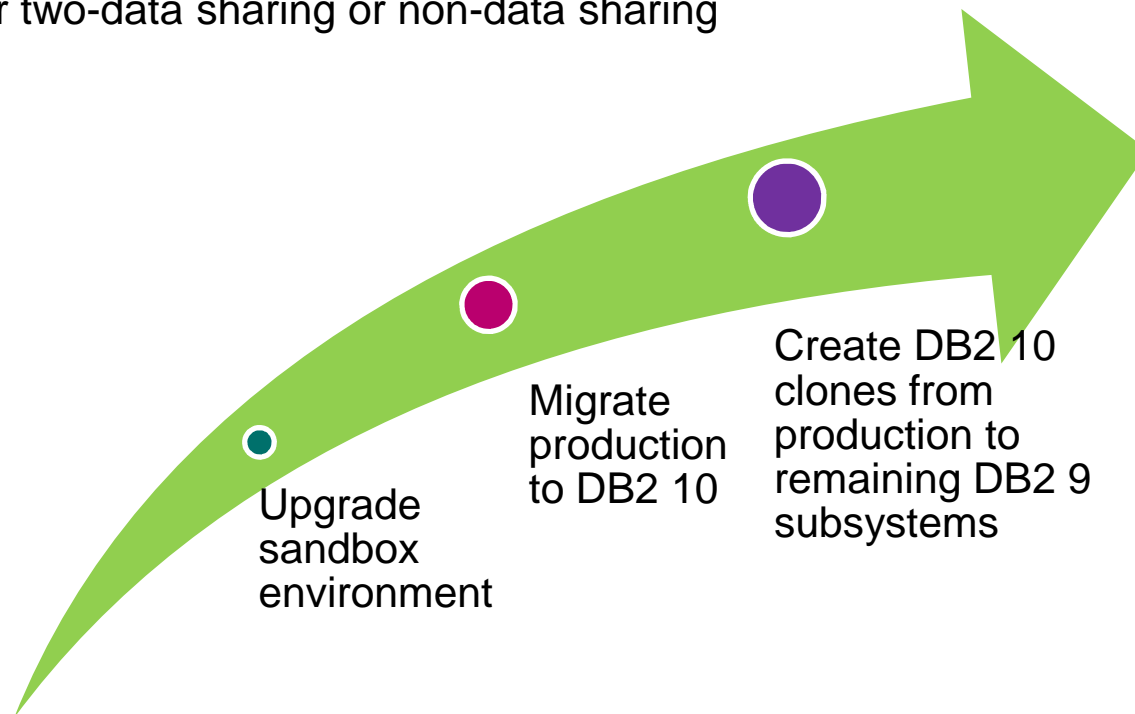 two-data sharing or non-data sharing
Upgrade
sandbox
environment
Migrate
production
to DB2 10
Create DB2 10
clones from
production to
remaining DB2 9
subsystems